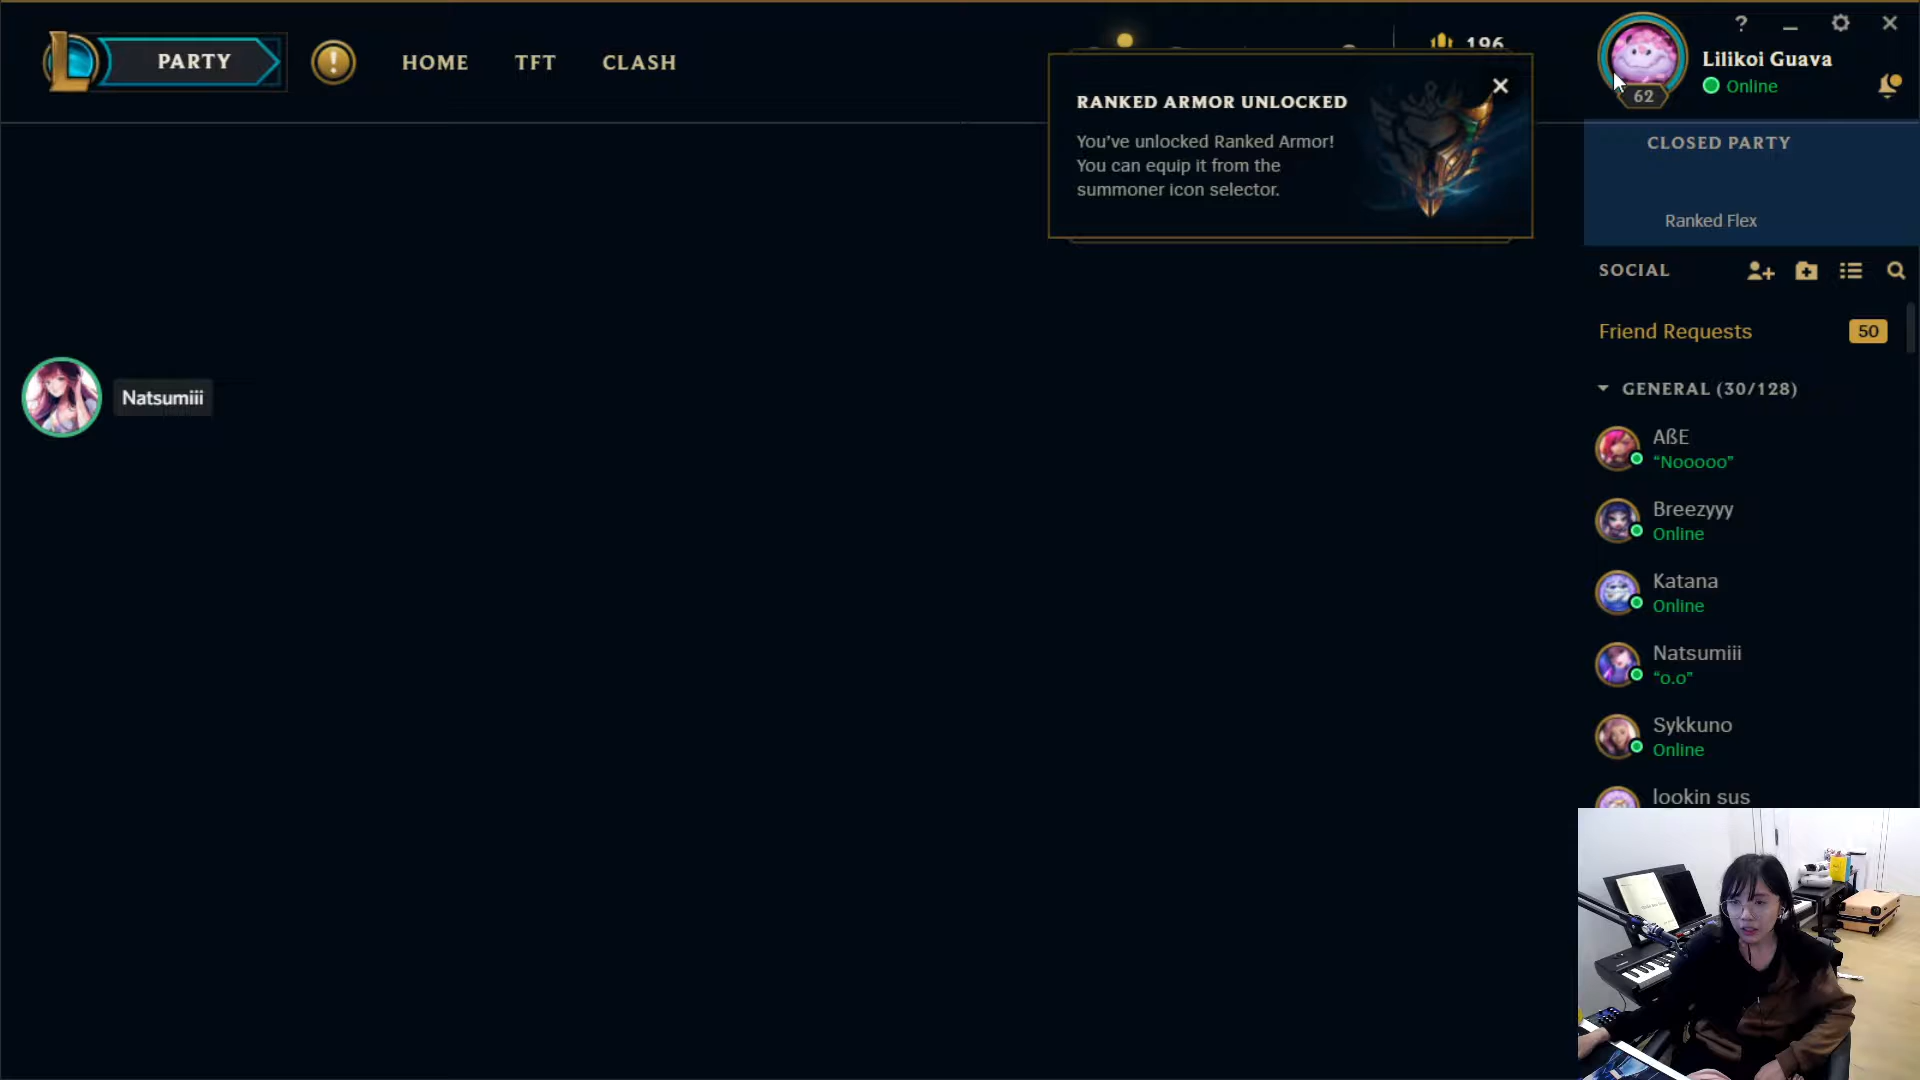 PARTY
HOME
TFT
CLASH
196
RANKED ARMOR UNLOCKED
You've unlocked Ranked Armor!
You can equip it from the
summoner icon selector.
62
Lilikoi Guava
Online
CLOSED PARTY
Ranked Flex
SOCIAL
Friend Requests
50
GENERAL (30/128)
AßE
“Nooooo”
Breezyyy
Online
Katana
Online
Natsumiii
“o.o”
Sykkuno
Online
lookin sus
Natsumiii